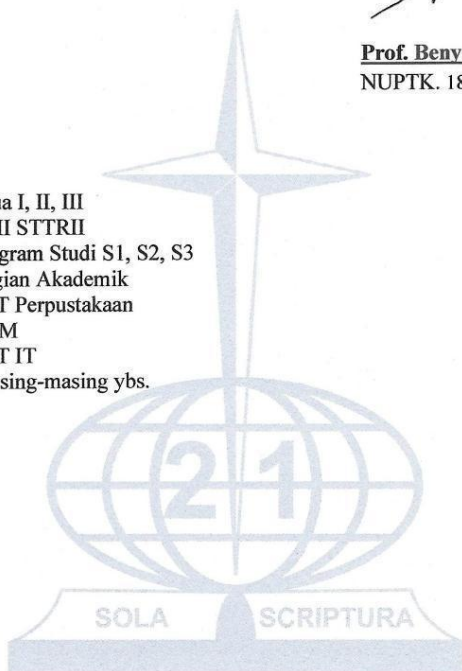 Prof. Beny
NUPTK. 18
I, II, III
II STTRII
gram Studi S1, S2, S3
gian Akademik
T Perpustakaan
M
T IT
sing-masing ybs.
21
SOLA SCRIPTURA